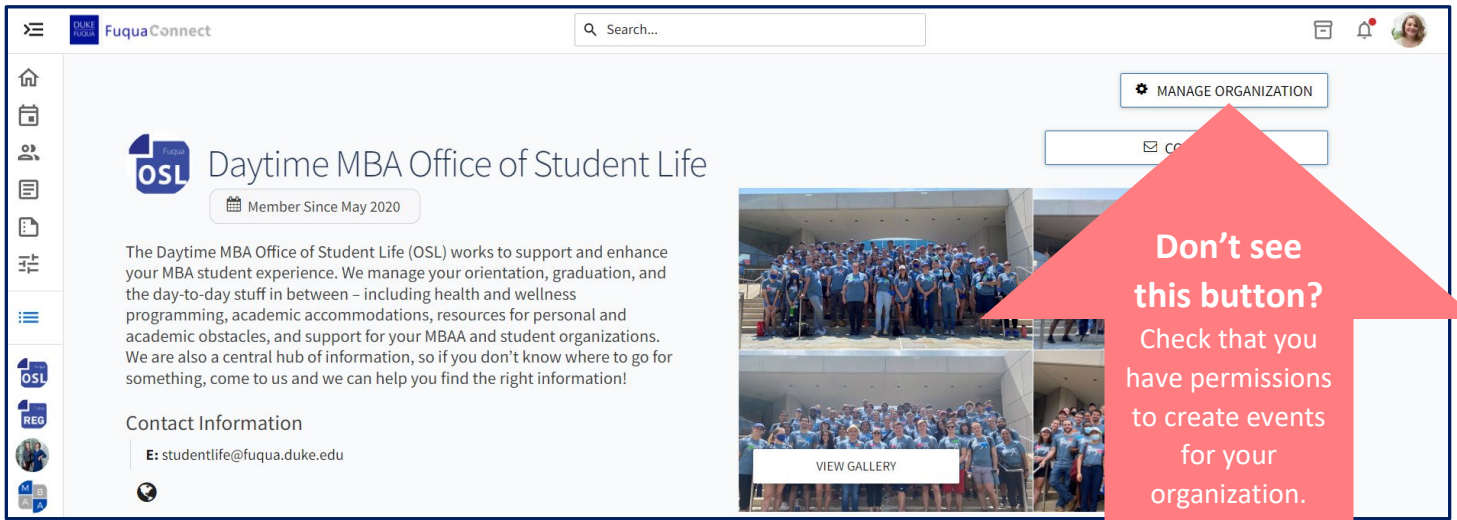 DUKE
FUQUA
FuquaConnect
Search...
MANAGE ORGANIZATION
Fuqua
OSL
Daytime MBA Office of Student Life
Member Since May 2020
The Daytime MBA Office of Student Life (OSL) works to support and enhance
your MBA student experience. We manage your orientation, graduation, and
the day-to-day stuff in between – including health and wellness
programming, academic accommodations, resources for personal and
academic obstacles, and support for your MBAA and student organizations.
We are also a central hub of information, so if you don't know where to go for
something, come to us and we can help you find the right information!
Contact Information
E: studentlife@fuqua.duke.edu
VIEW GALLERY
Don't see
this button?
Check that you
have permissions
to create events
for your
organization.
OSL
REG
M B
A A